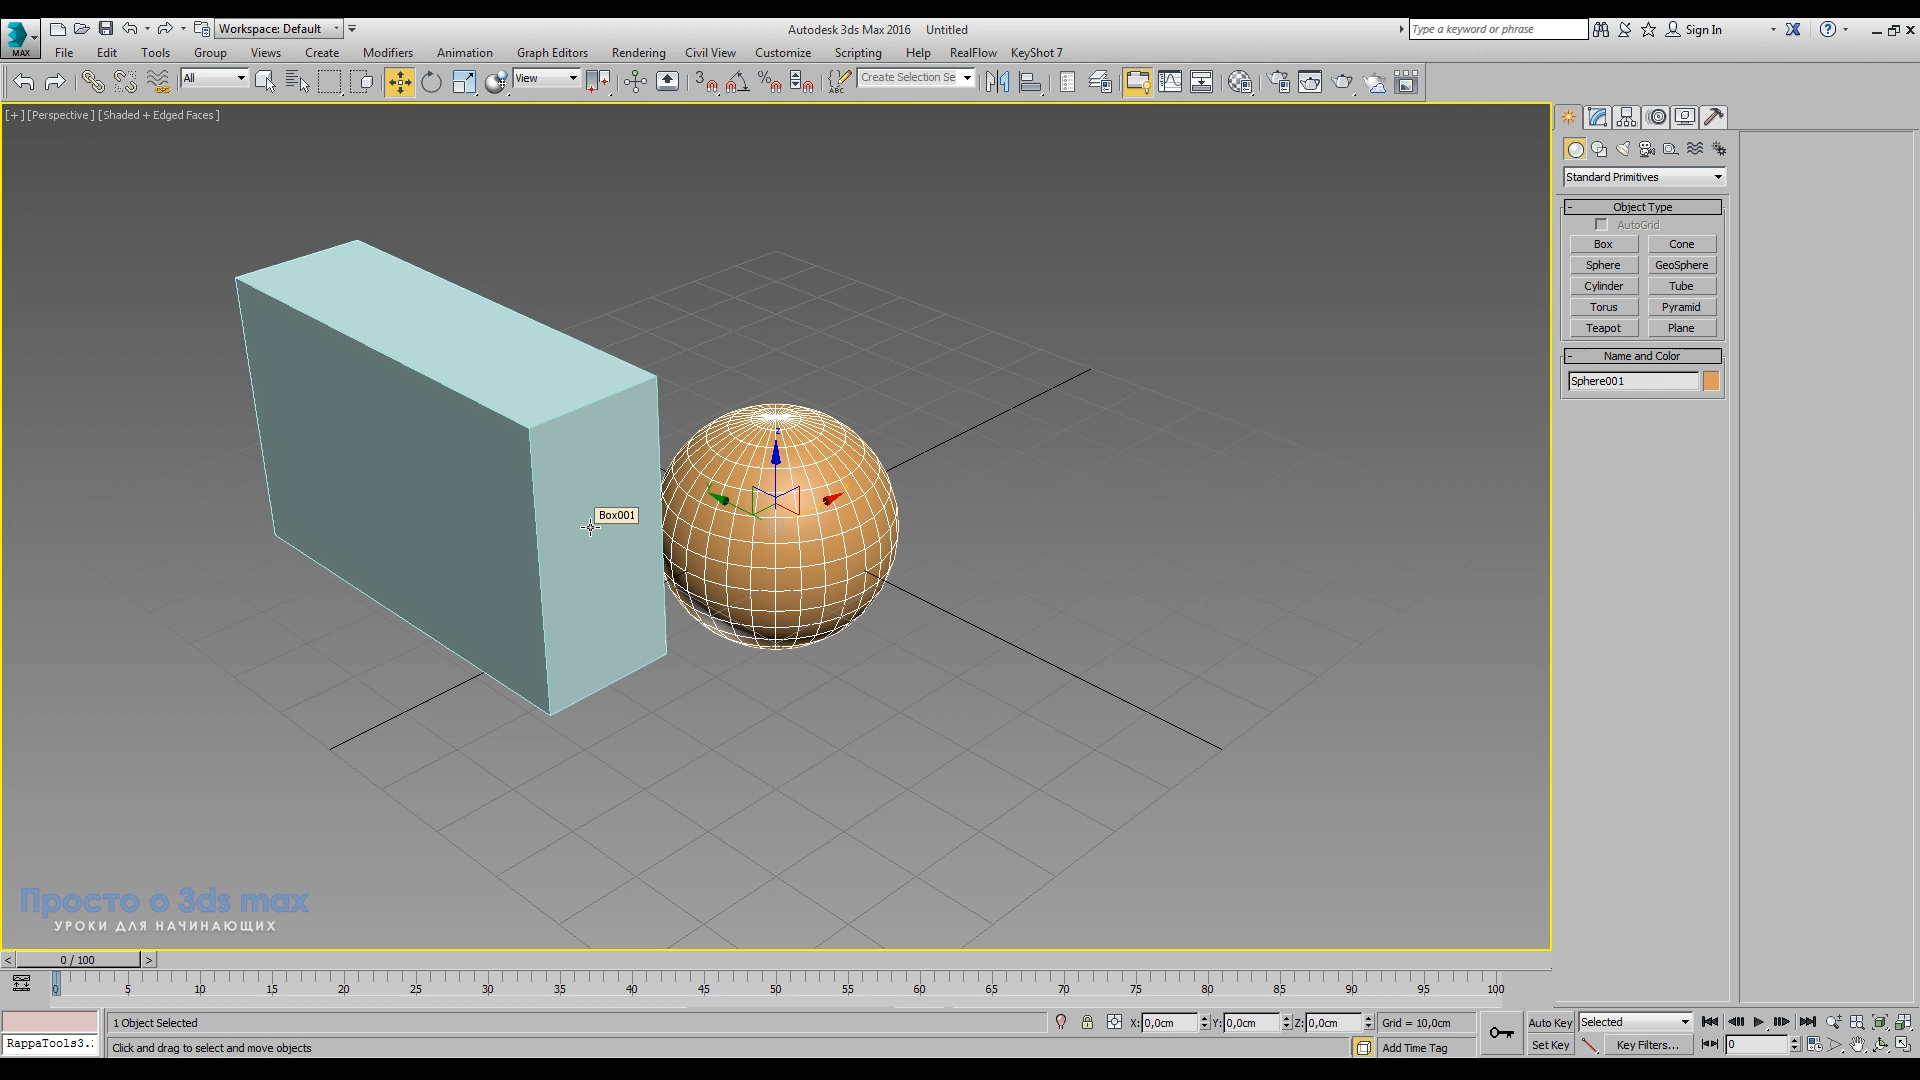 MAX
Workspace: Default
Autodesk 3ds Max 2016 Untitled
Type a keyword or phrase
Sign In
File Edit Tools Group Views Create Modifiers Animation Graph Editors Rendering Civil View Customize Scripting Help RealFlow KeyShot 7
All
View
3
ABC
Create Selection Se
[+] [Perspective ] [Shaded + Edged Faces ]
Standard Primitives
- Object Type
AutoGrid
Box Cone
Sphere GeoSphere
Cylinder Tube
Torus Pyramid
Teapot Plane
- Name and Color
Sphere001
z
Box001
Просто о 3ds max
УРОКИ ДЛЯ НАЧИНАЮЩИХ
< 0 / 100 >
0 5 10 15 20 25 30 35 40 45 50 55 60 65 70 75 80 85 90 95 100
1 Object Selected
X: 0,0cm Y: 0,0cm Z: 0,0cm
Grid = 10,0cm
Auto Key
Selected
RappaTools3.
Click and drag to select and move objects
Add Time Tag
Set Key
Key Filters...
0